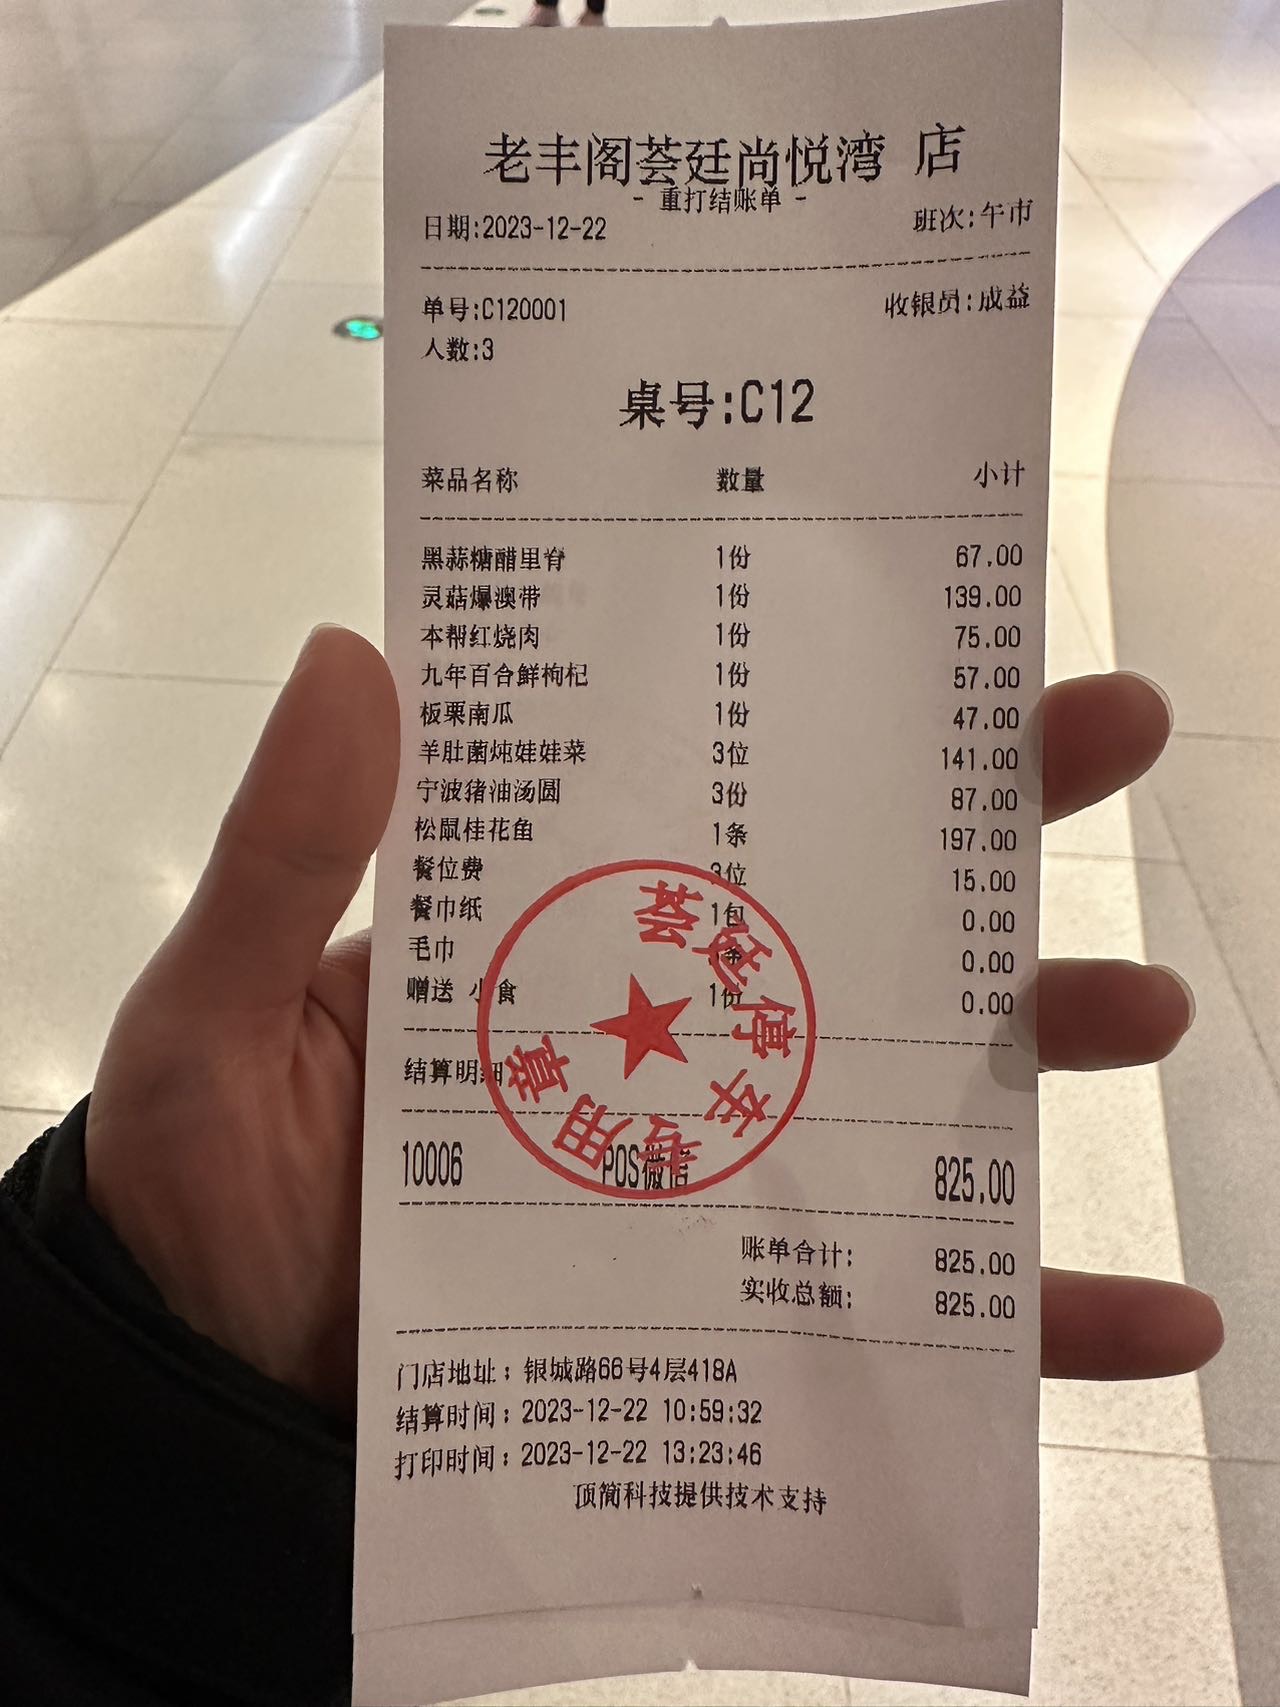 老丰阁荟廷尚悦湾 店
- 重打结账单 -
日期:2023-12-22 班次:午市
单号:C120001 收银员:成益
人数:3
桌号:C12
菜品名称 数量 小计
黑蒜糖醋里脊 1份 67.00
灵菇爆澳带 1份 139.00
本帮红烧肉 1份 75.00
九年百合鲜枸杞 1份 57.00
板栗南瓜 1份 47.00
羊肚菌炖娃娃菜 3位 141.00
宁波猪油汤圆 3份 87.00
松鼠桂花鱼 1条 197.00
餐位费 3位 15.00
餐巾纸 1包 0.00
毛巾 条 0.00
赠送 小食 1份 0.00
结算明细
10006 POS微信 825.00
账单合计: 825.00
实收总额: 825.00
门店地址: 银城路66号4层418A
结算时间: 2023-12-22 10:59:32
打印时间: 2023-12-22 13:23:46
顶简科技提供技术支持
荟廷停车专用章